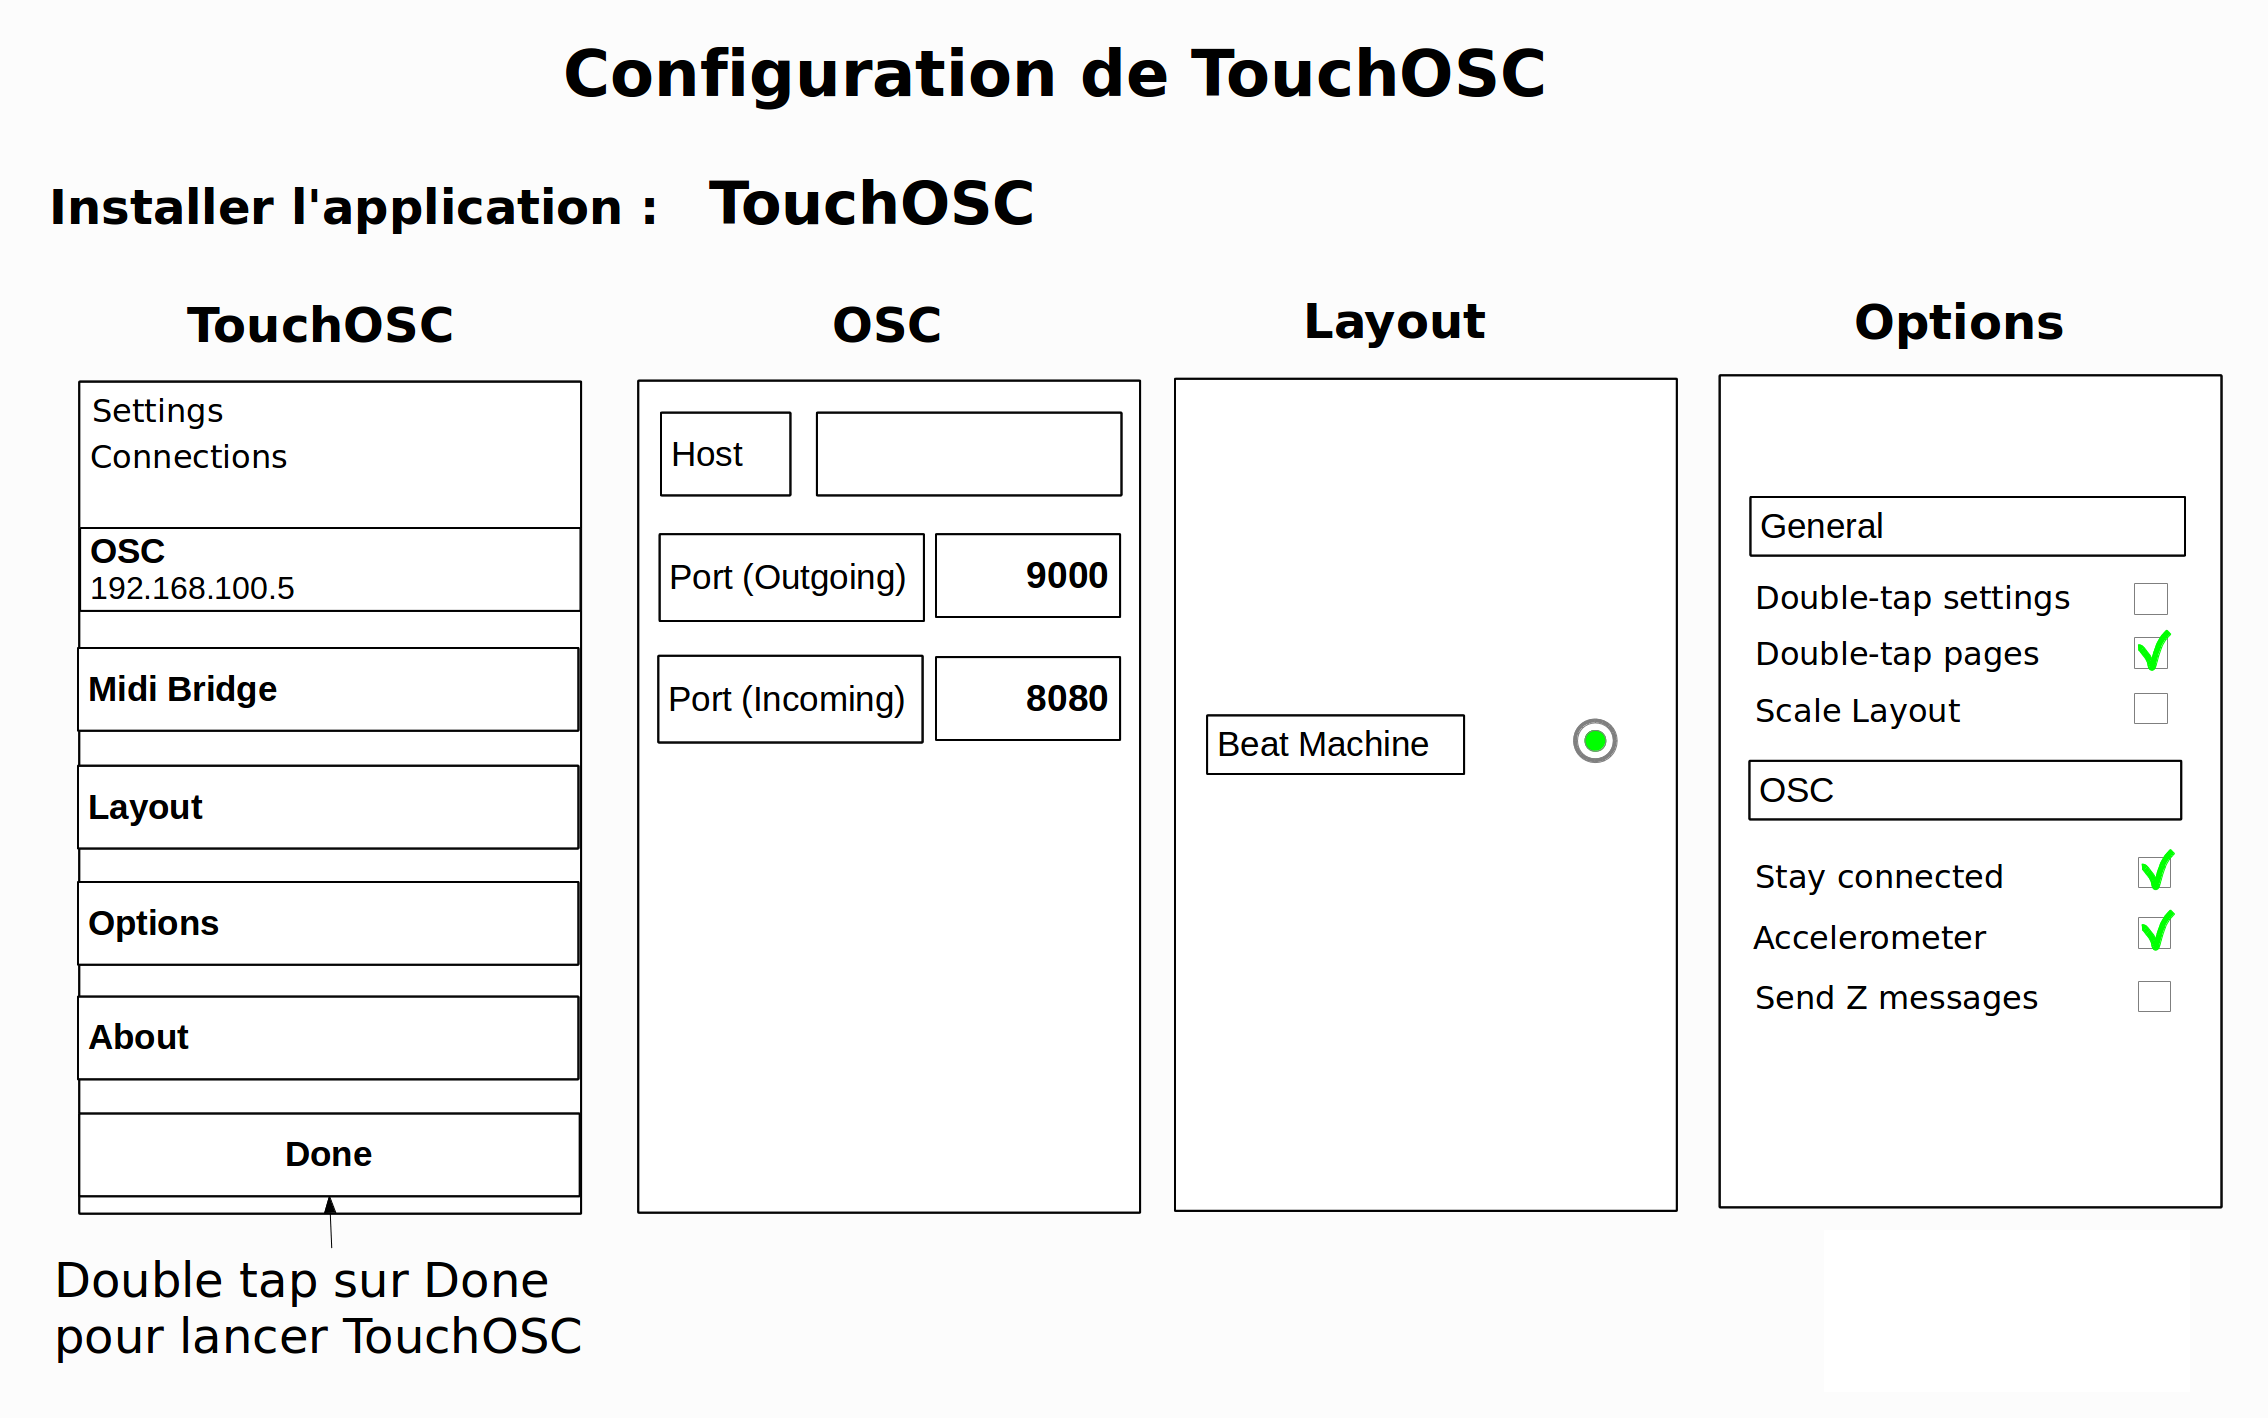 Configuration de TouchOSC
Installer l'application : TouchOSC
TouchOSC
Settings
Connections
OSC
192.168.100.5
Midi Bridge
Layout
Options
About
Done
Double tap sur Done
pour lancer TouchOSC
OSC
Host
Port (Outgoing) 9000
Port (Incoming) 8080
Layout
Beat Machine
Options
General
Double-tap settings
Double-tap pages
Scale Layout
OSC
Stay connected
Accelerometer
Send Z messages